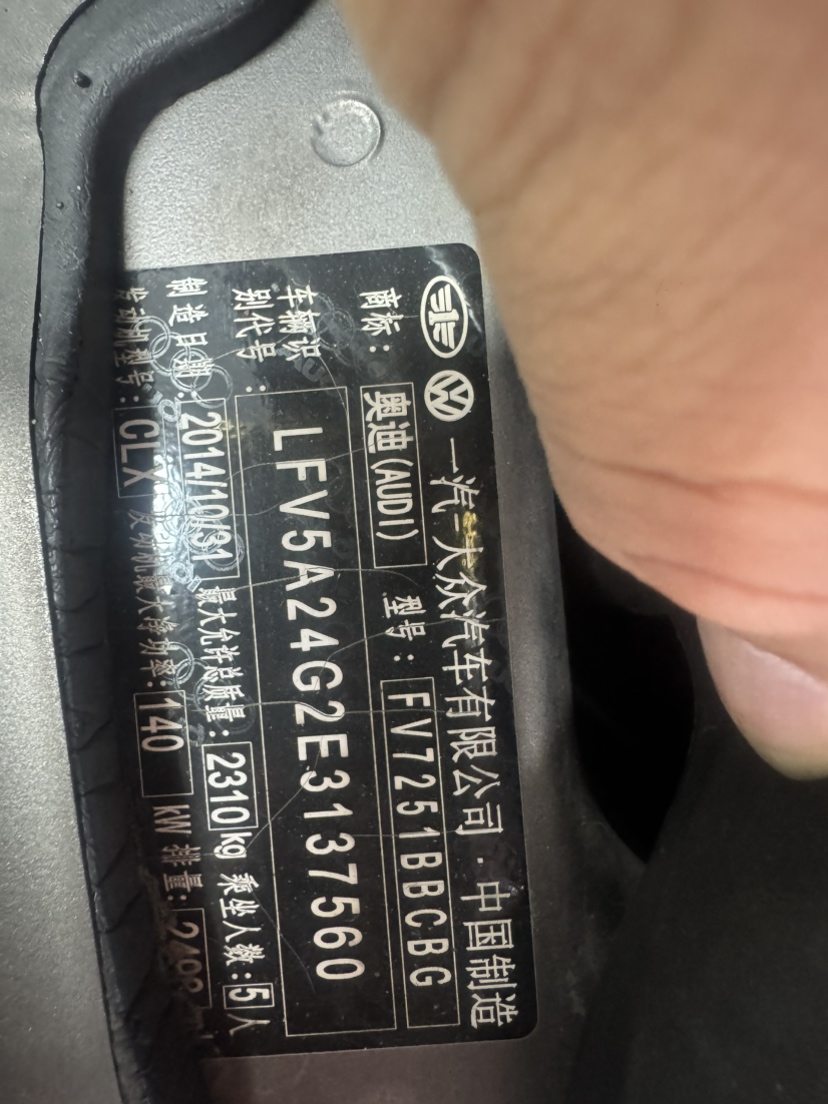 一汽-大众汽车有限公司·中国制造
商标：奥迪(AUDI) 型号：FV7251BBCBG
车辆识别代号：LFV5A24G2E3137560
制造日期：2014/10/31 最大允许总质量：2310kg 乘坐人数：5人
发动机型号：CLX 发动机最大净功率：140 kW 排量：